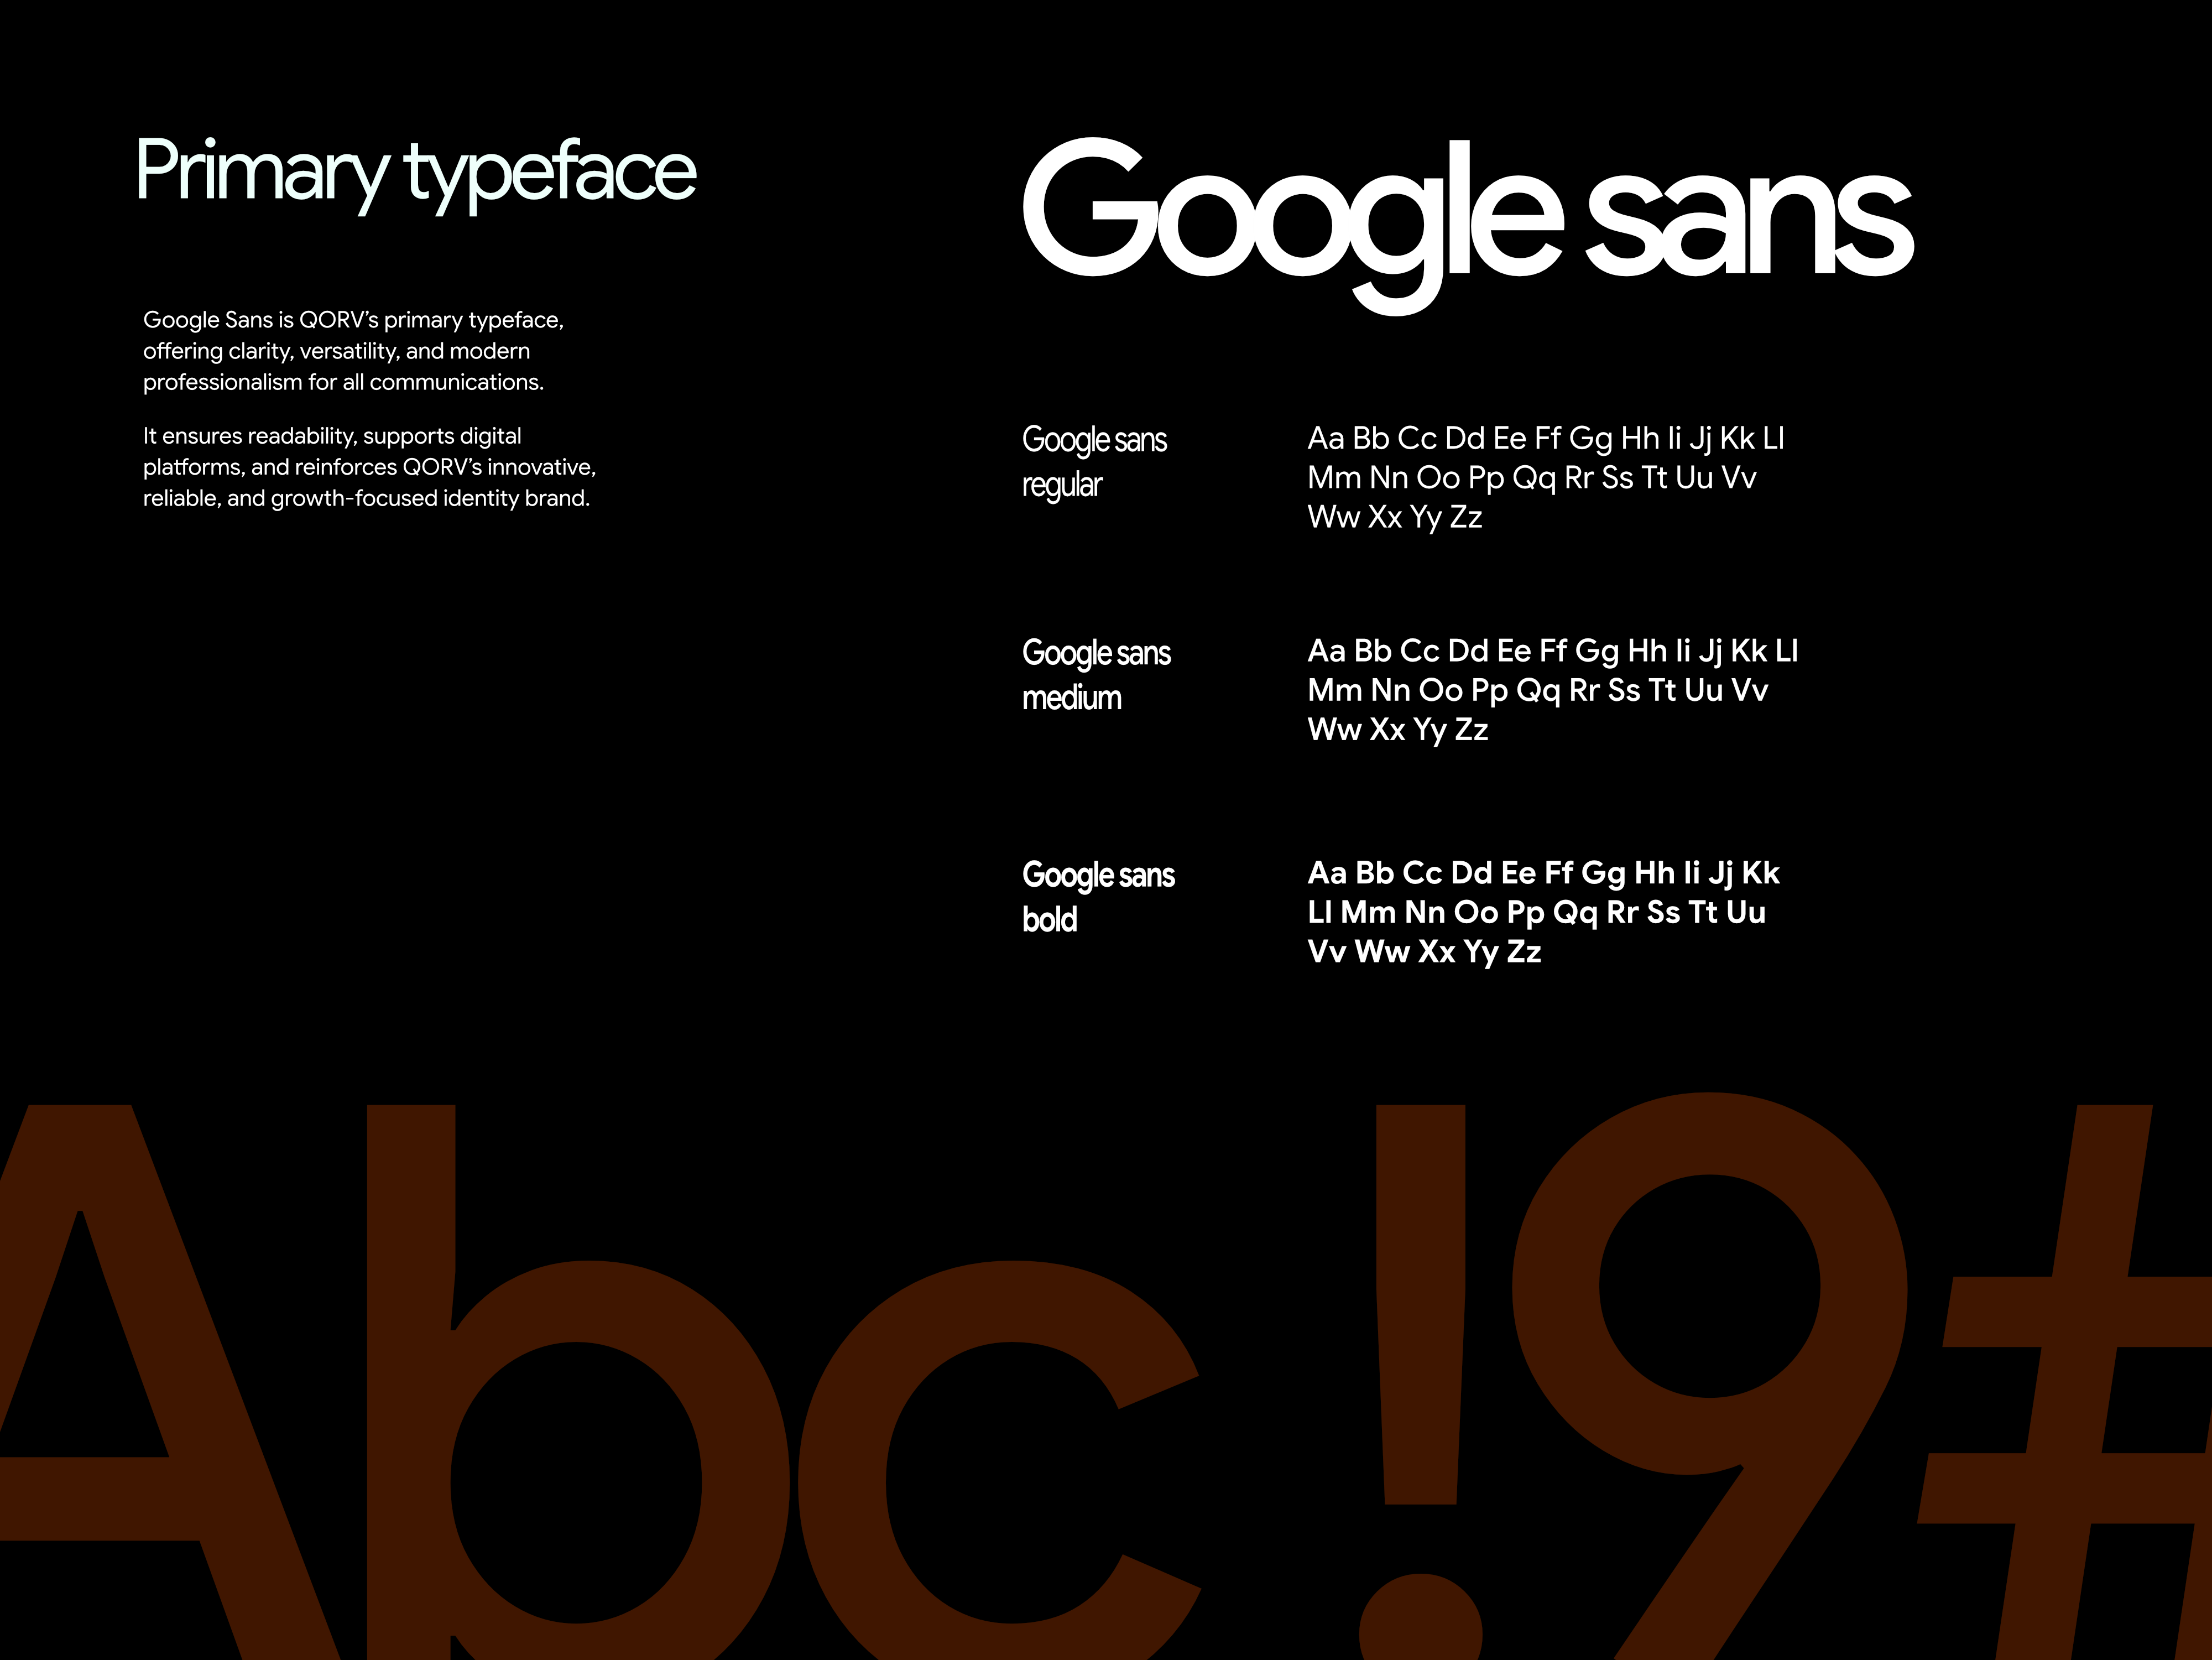 Primary typeface
Google Sans is QORV’s primary typeface,
offering clarity, versatility, and modern
professionalism for all communications.
It ensures readability, supports digital
platforms, and reinforces QORV’s innovative,
reliable, and growth-focused identity brand.
Google sans
Google sans
regular
Aa Bb Cc Dd Ee Ff Gg Hh Ii Jj Kk Ll
Mm Nn Oo Pp Qq Rr Ss Tt Uu Vv
Ww Xx Yy Zz
Google sans
medium
Aa Bb Cc Dd Ee Ff Gg Hh Ii Jj Kk Ll
Mm Nn Oo Pp Qq Rr Ss Tt Uu Vv
Ww Xx Yy Zz
Google sans
bold
Aa Bb Cc Dd Ee Ff Gg Hh Ii Jj Kk
Ll Mm Nn Oo Pp Qq Rr Ss Tt Uu
Vv Ww Xx Yy Zz
Abc !9#